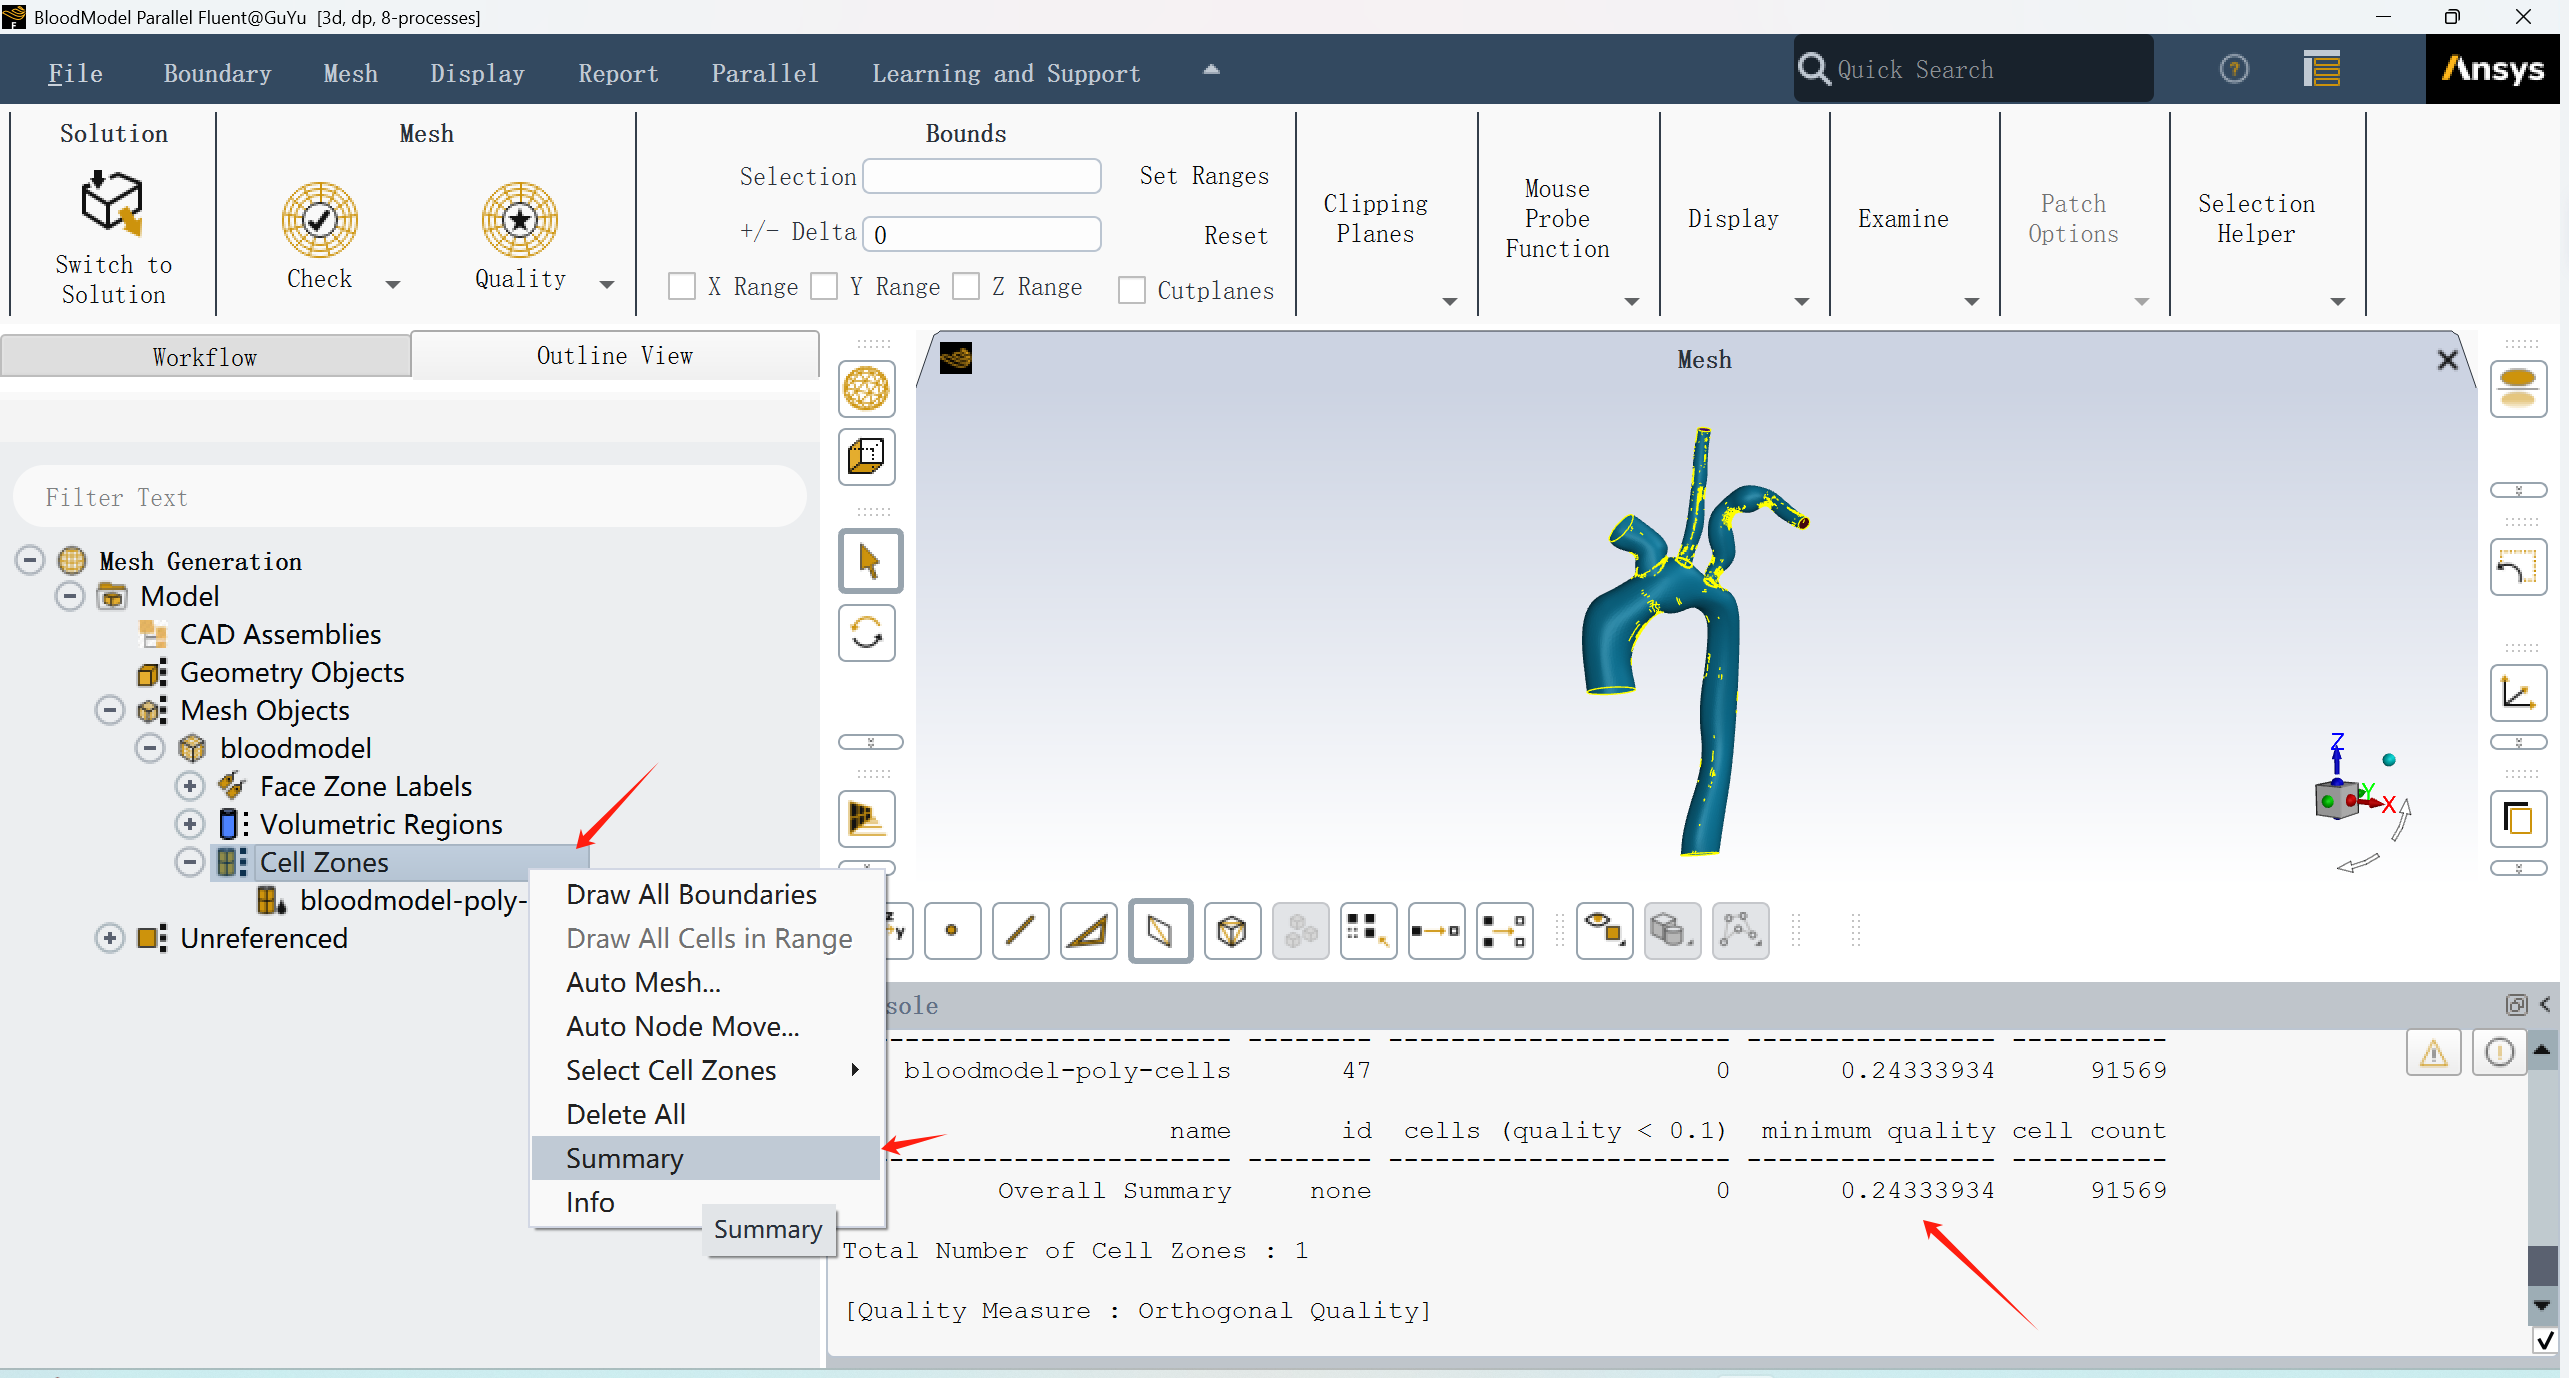 BloodModel Parallel Fluent@GuYu [3d, dp, 8-processes]
File Boundary Mesh Display Report Parallel Learning and Support
Quick Search
Ansys
Solution
Switch to
Solution
Mesh
Check
Quality
Bounds
Selection
Set Ranges
+/- Delta 0
Reset
X Range Y Range Z Range Cutplanes
Clipping
Planes
Mouse
Probe
Function
Display
Examine
Patch
Options
Selection
Helper
Workflow
Outline View
Filter Text
Mesh Generation
Model
CAD Assemblies
Geometry Objects
Mesh Objects
bloodmodel
Face Zone Labels
Volumetric Regions
Cell Zones
bloodmodel-poly-
Unreferenced
Draw All Boundaries
Draw All Cells in Range
Auto Mesh...
Auto Node Move...
Select Cell Zones
Delete All
Summary
Info
Summary
Mesh
Z
Y
X
z
y
sole
---------------------- -------- ---------------------- ---------------- ----------
bloodmodel-poly-cells 47 0 0.24333934 91569
name id cells (quality < 0.1) minimum quality cell count
---------------------- -------- ---------------------- ---------------- ----------
Overall Summary none 0 0.24333934 91569
Total Number of Cell Zones : 1
[Quality Measure : Orthogonal Quality]